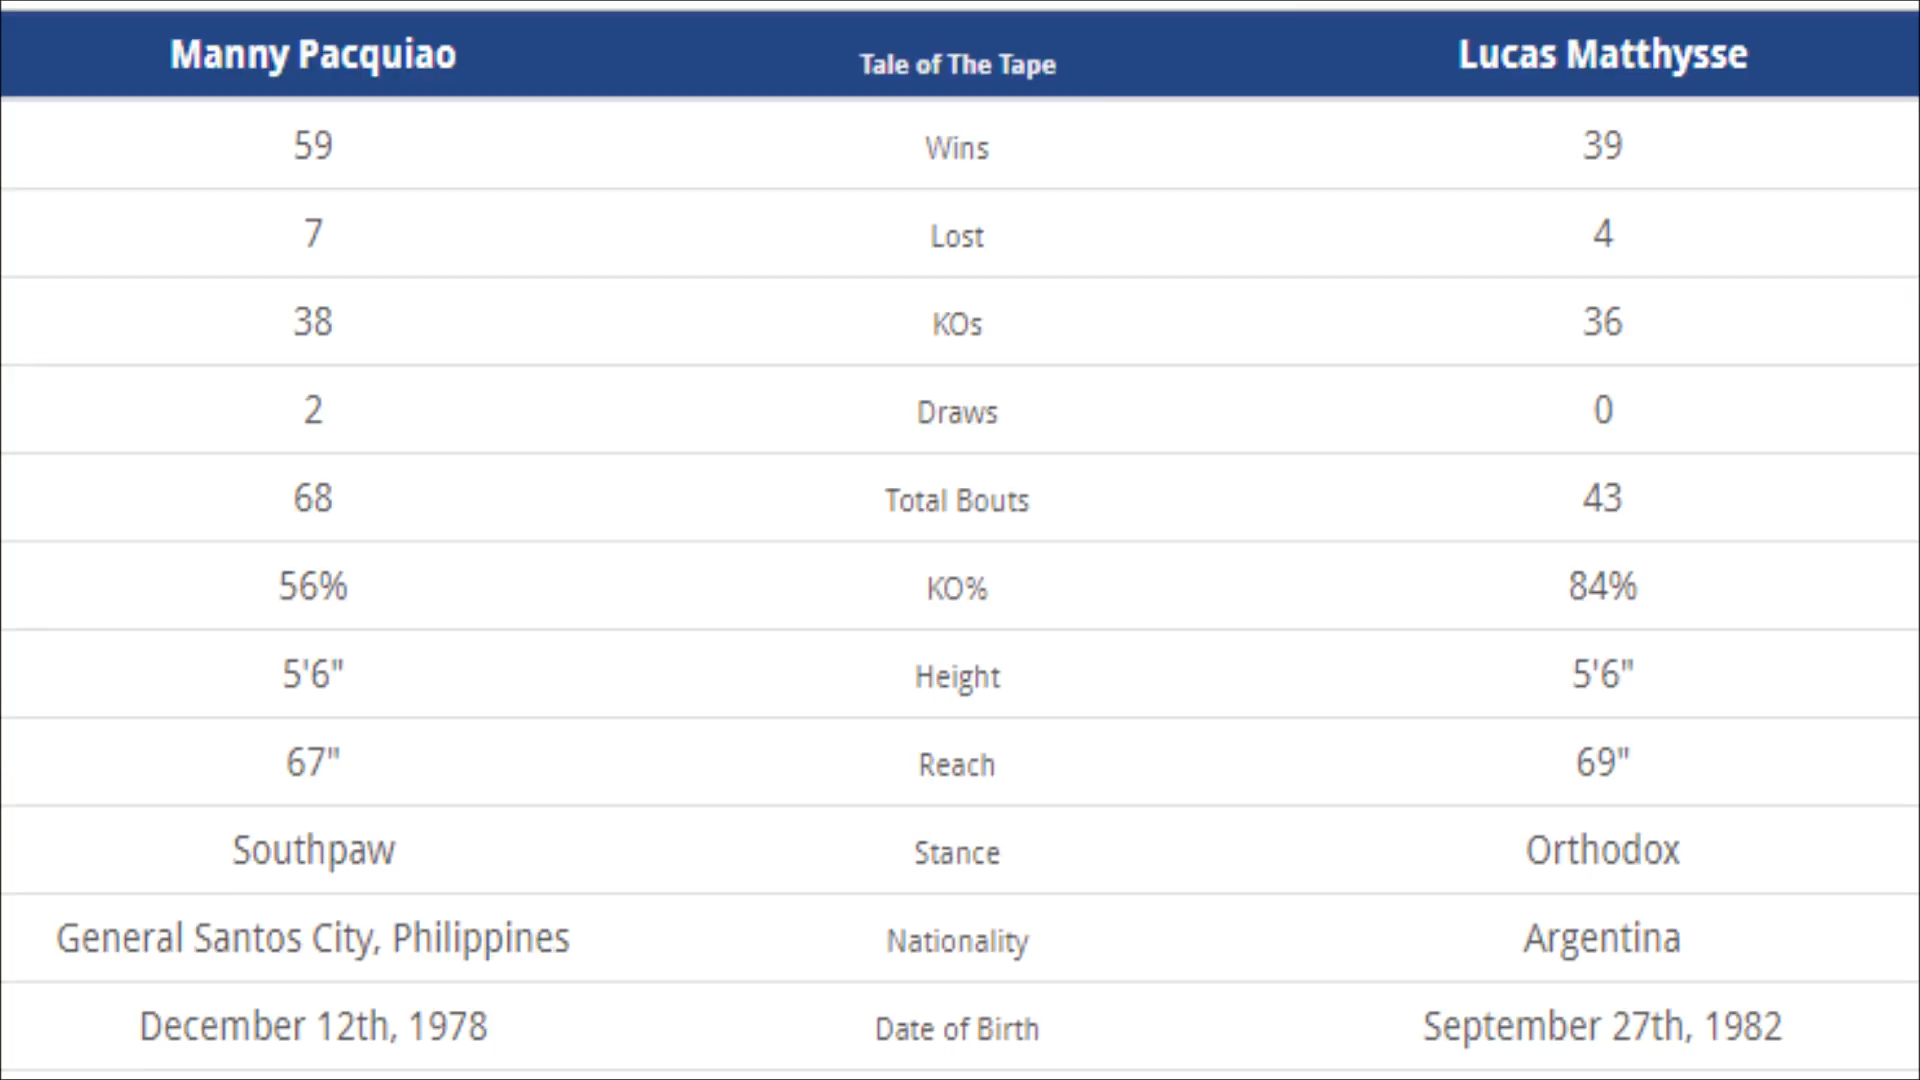 Manny Pacquiao Tale of The Tape Lucas Matthysse
59 Wins 39
7 Lost 4
38 KOs 36
2 Draws 0
68 Total Bouts 43
56% KO% 84%
5'6" Height 5'6"
67" Reach 69"
Southpaw Stance Orthodox
General Santos City, Philippines Nationality Argentina
December 12th, 1978 Date of Birth September 27th, 1982